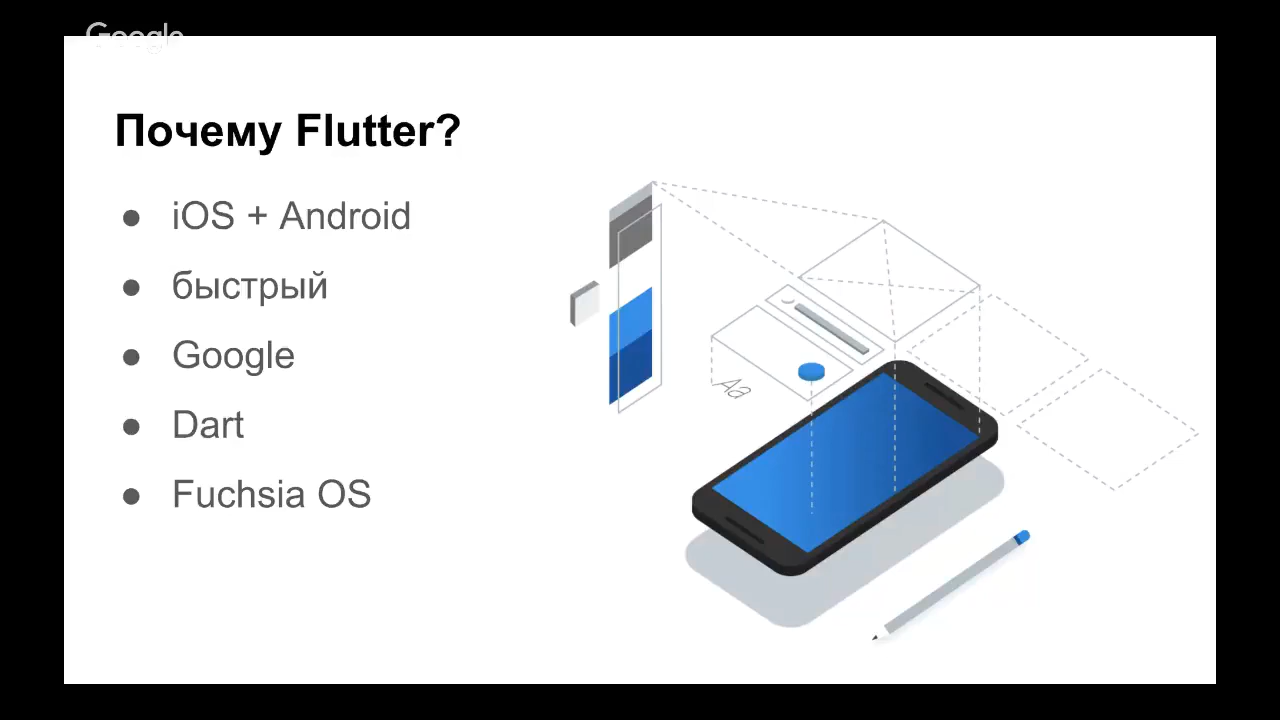 Google
Почему Flutter?
● iOS + Android
● быстрый
● Google
● Dart
● Fuchsia OS
Aa